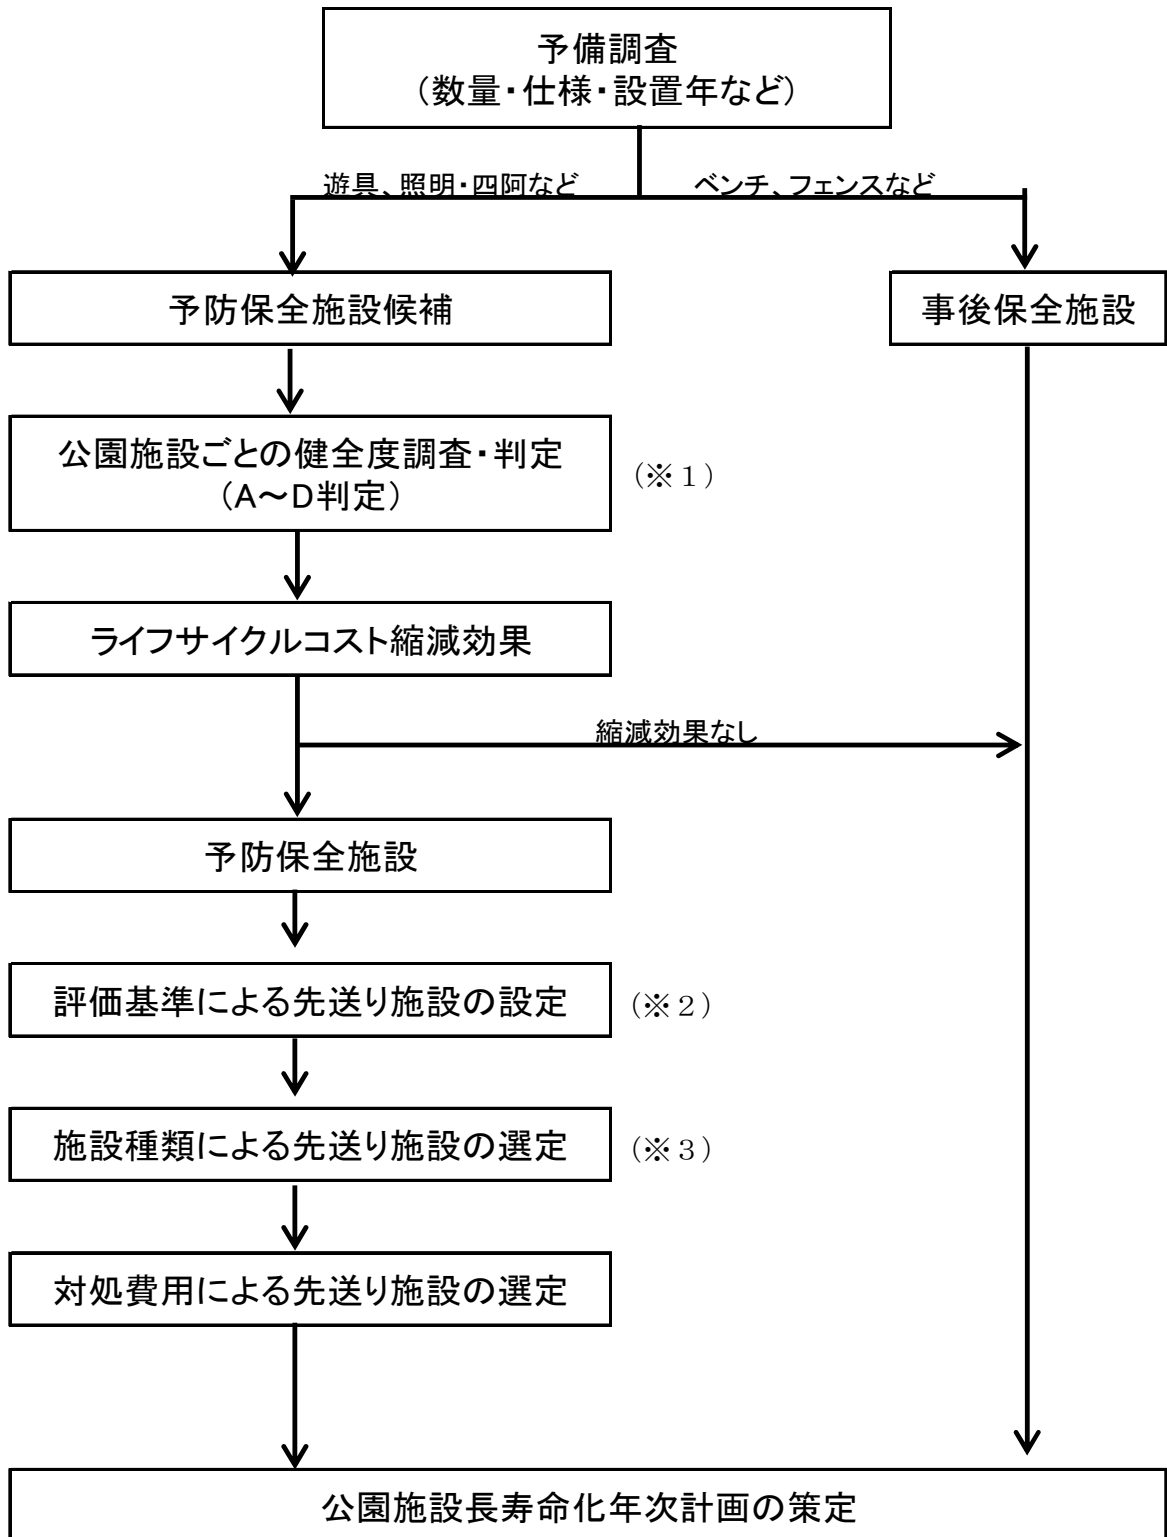 予備調査
（数量・仕様・設置年など）
遊具、照明・四阿など
ベンチ、フェンスなど
予防保全施設候補
事後保全施設
公園施設ごとの健全度調査・判定
（A～D判定）
（※１）
ライフサイクルコスト縮減効果
縮減効果なし
予防保全施設
評価基準による先送り施設の設定
（※２）
施設種類による先送り施設の選定
（※３）
対処費用による先送り施設の選定
公園施設長寿命化年次計画の策定